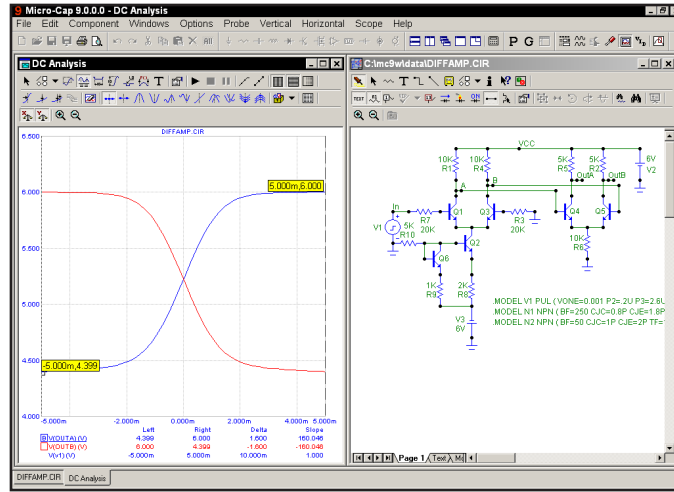 9 Micro-Cap 9.0.0.0 - DC Analysis
File Edit Component Windows Options Probe Vertical Horizontal Scope Help
DC Analysis
DIFFAMP.CIR
6.500
6.000
5.500
5.000
4.500
4.000
5.000m,6.000
-5.000m,4.399
-5.000m -2.000m 0.000m 2.000m 4.000m 5.000m
Left Right Delta Slope
V(OUTA) (V) 4.399 6.000 1.600 160.046
V(OUTB) (V) 6.000 4.399 -1.600 -160.046
V(v1) (V) -5.000m 5.000m 10.000m 1.000
C:\mc9w\data\DIFFAMP.CIR
TEXT
VCC
10K R1
10K R4
5K R5
5K R2
6V V2
OutA OutB
A B
In
Q1 Q3 Q4 Q5
R7 20K
R3 20K
V1
5K R10
Q2
Q6
10K R6
1K R9
2K R8
V3 6V
.MODEL V1 PUL (VONE=0.001 P2=.2U P3=2.6U
.MODEL N1 NPN (BF=250 CJC=0.8P CJE=1.8P
.MODEL N2 NPN (BF=50 CJC=1P CJE=2P TF=
Page 1 Text
DIFFAMP.CIR DC Analysis